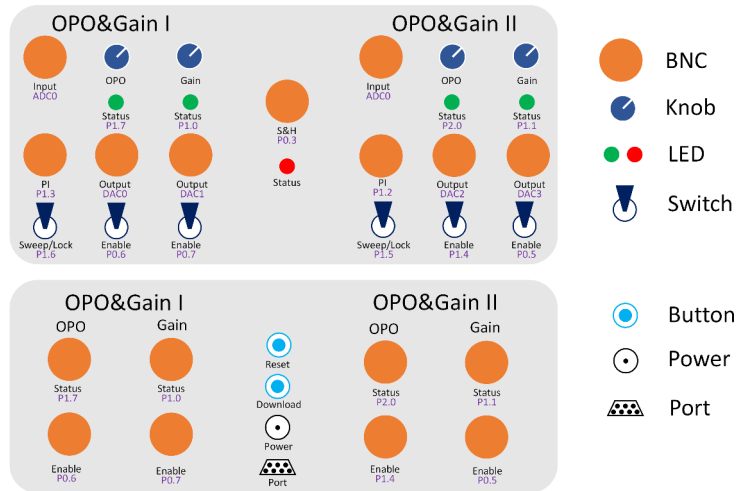 OPO&Gain I
OPO&Gain II
OPO
Gain
OPO
Gain
Input
ADC0
Input
ADC0
Status
P1.7
Status
P1.0
S&H
P0.3
Status
P2.0
Status
P1.1
PI
P1.3
Output
DAC0
Output
DAC1
Status
PI
P1.2
Output
DAC2
Output
DAC3
Sweep/Lock
P1.6
Enable
P0.6
Enable
P0.7
Sweep/Lock
P1.5
Enable
P1.4
Enable
P0.5
BNC
Knob
LED
Switch
OPO&Gain I
OPO&Gain II
OPO
Gain
OPO
Gain
Reset
Status
P1.7
Status
P1.0
Download
Status
P2.0
Status
P1.1
Power
Enable
P0.6
Enable
P0.7
Port
Enable
P1.4
Enable
P0.5
Button
Power
Port